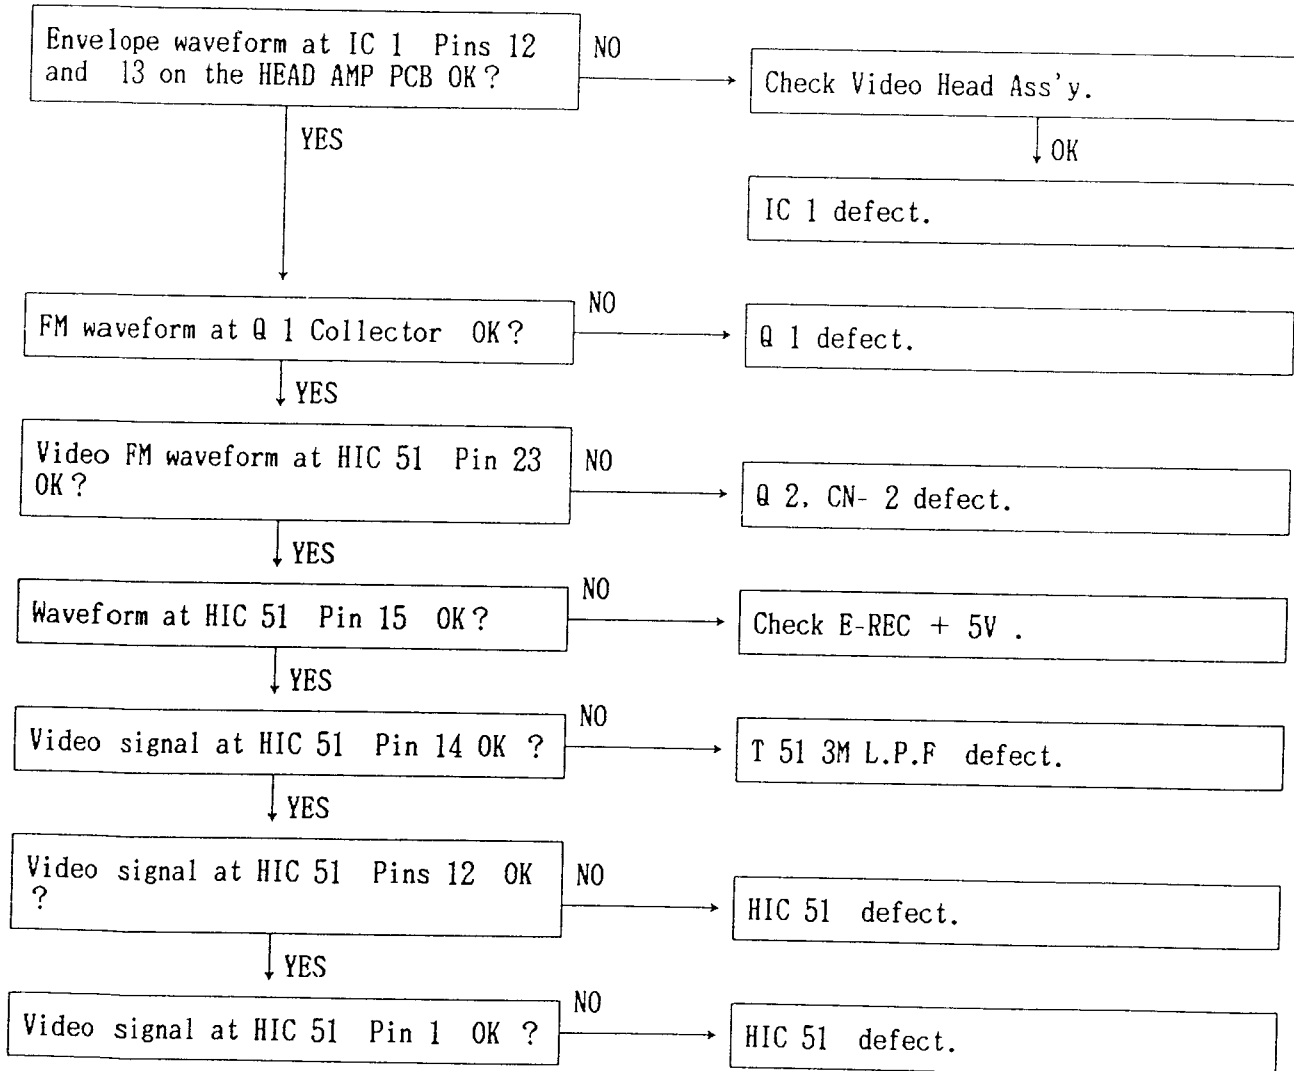 Envelope waveform at IC 1 Pins 12
and 13 on the HEAD AMP PCB OK?
NO
Check Video Head Ass'y.
YES
OK
IC 1 defect.
FM waveform at Q 1 Collector OK?
NO
Q 1 defect.
YES
Video FM waveform at HIC 51 Pin 23
OK?
NO
Q 2, CN- 2 defect.
YES
Waveform at HIC 51 Pin 15 OK?
NO
Check E-REC + 5V .
YES
Video signal at HIC 51 Pin 14 OK ?
NO
T 51 3M L.P.F defect.
YES
Video signal at HIC 51 Pins 12 OK
?
NO
HIC 51 defect.
YES
Video signal at HIC 51 Pin 1 OK ?
NO
HIC 51 defect.